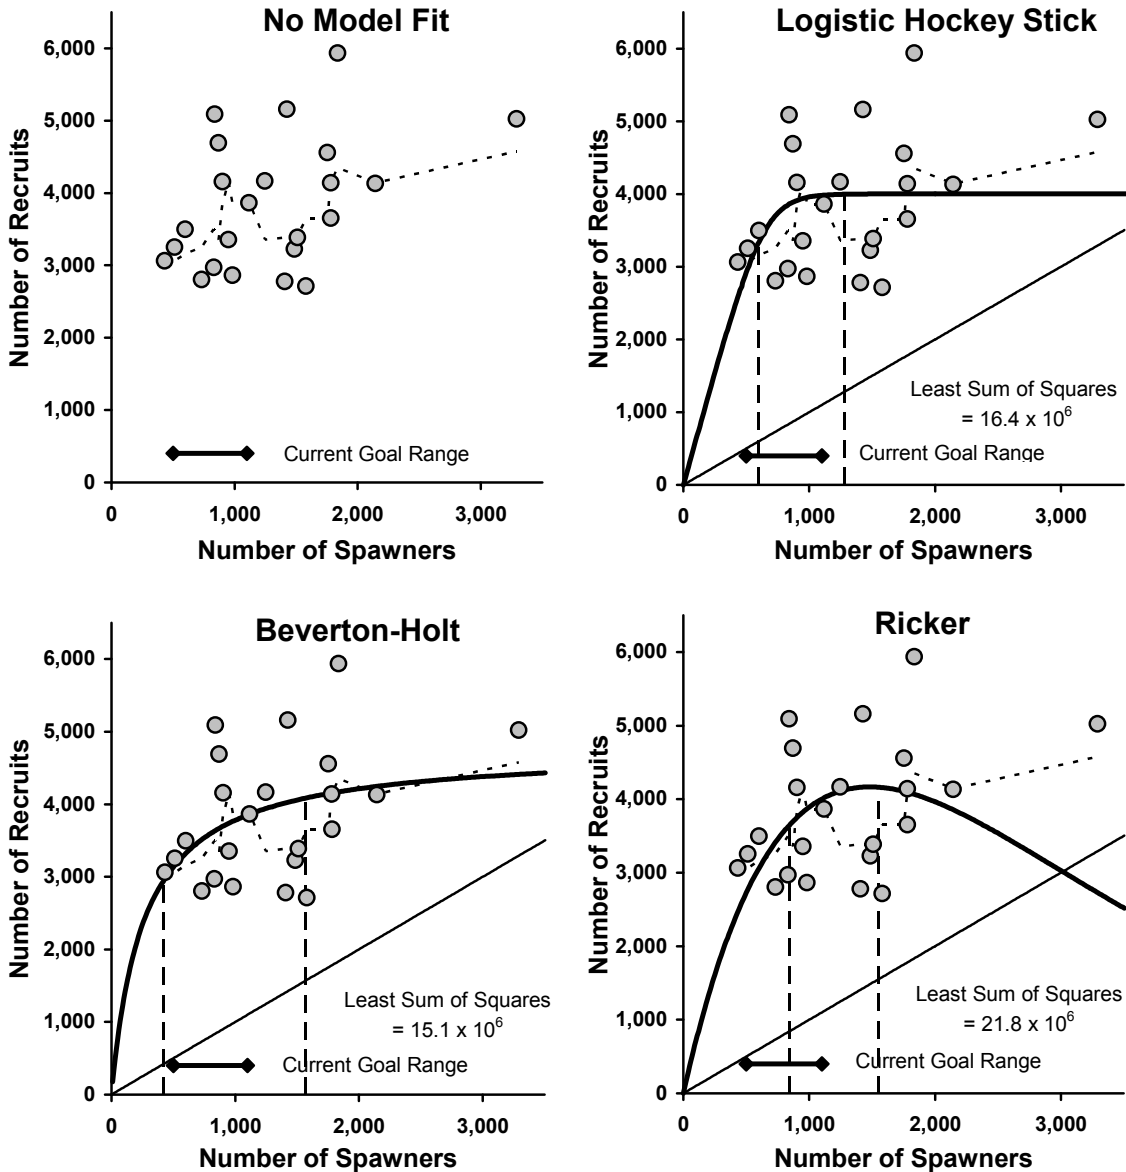 No Model Fit
Number of Recruits
6,000
5,000
4,000
3,000
2,000
1,000
0
Current Goal Range
0 1,000 2,000 3,000
Number of Spawners
Logistic Hockey Stick
Number of Recruits
6,000
5,000
4,000
3,000
2,000
1,000
0
Least Sum of Squares
= 16.4 x 10⁶
Current Goal Range
0 1,000 2,000 3,000
Number of Spawners
Beverton-Holt
Number of Recruits
6,000
5,000
4,000
3,000
2,000
1,000
0
Least Sum of Squares
= 15.1 x 10⁶
Current Goal Range
0 1,000 2,000 3,000
Number of Spawners
Ricker
Number of Recruits
6,000
5,000
4,000
3,000
2,000
1,000
0
Least Sum of Squares
= 21.8 x 10⁶
Current Goal Range
0 1,000 2,000 3,000
Number of Spawners